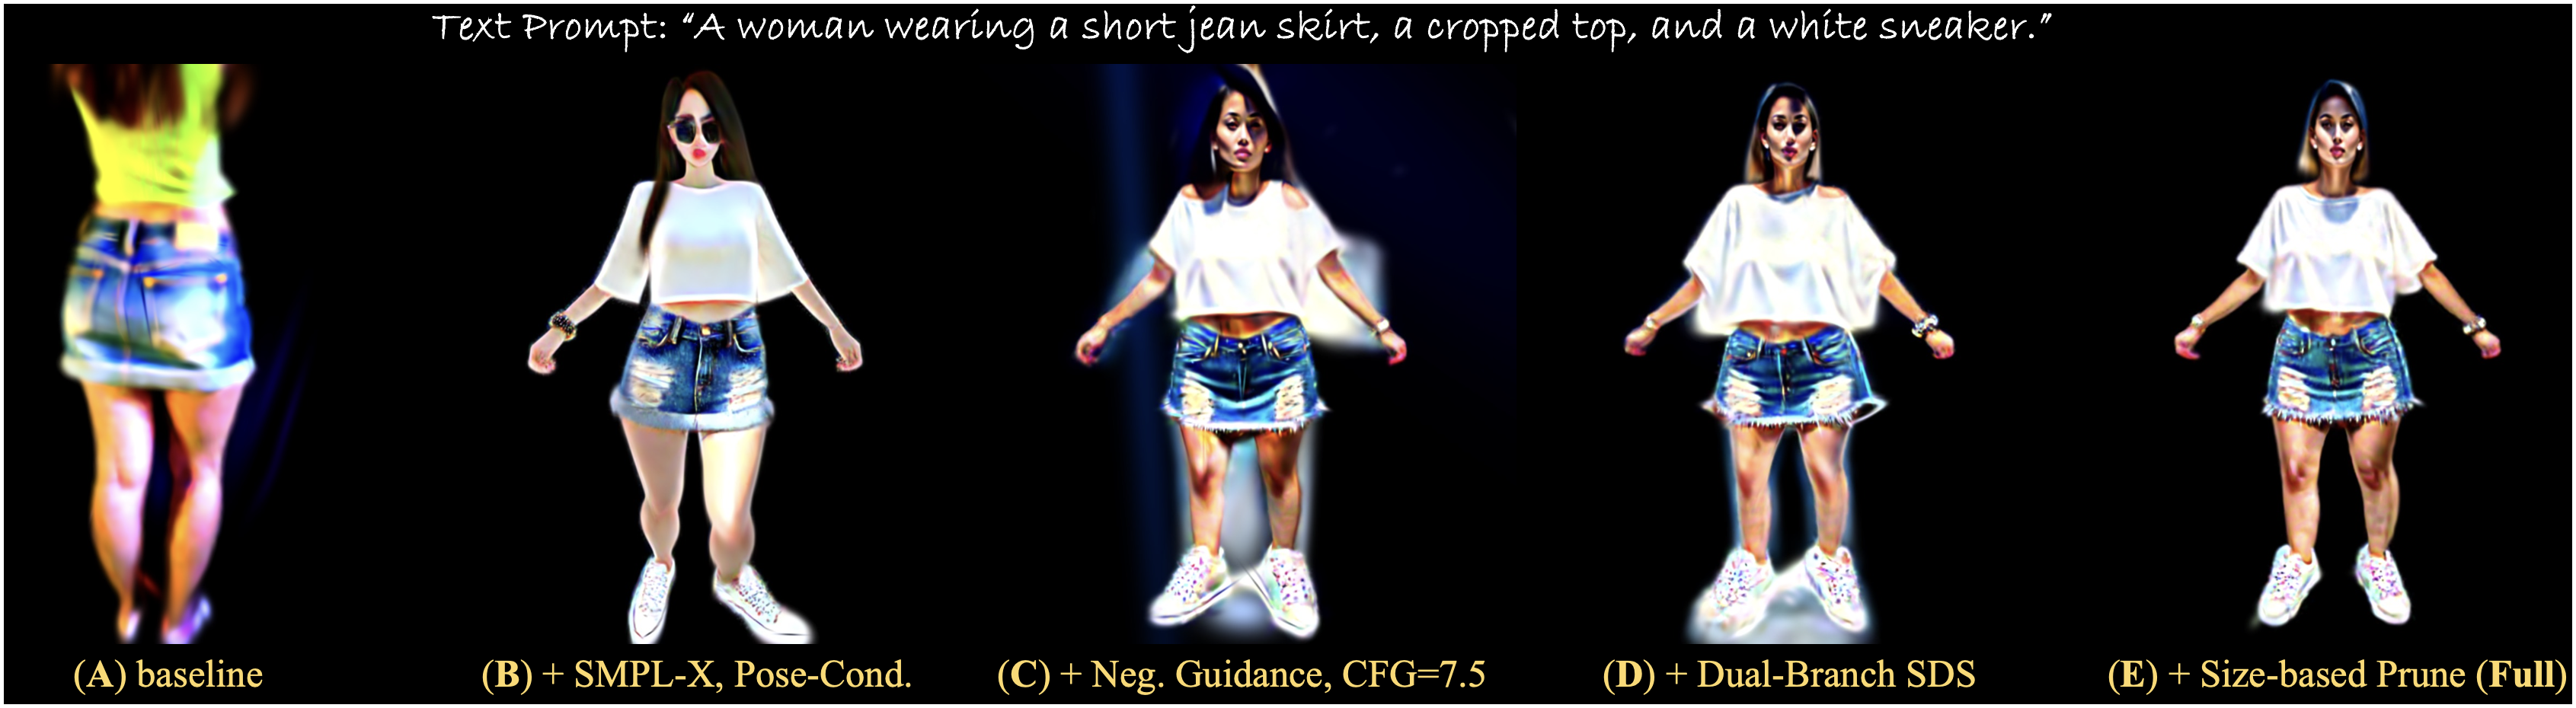 Text Prompt: “A woman wearing a short jean skirt, a cropped top, and a white sneaker.”
(A) baseline
(B) + SMPL-X, Pose-Cond.
(C) + Neg. Guidance, CFG=7.5
(D) + Dual-Branch SDS
(E) + Size-based Prune (Full)